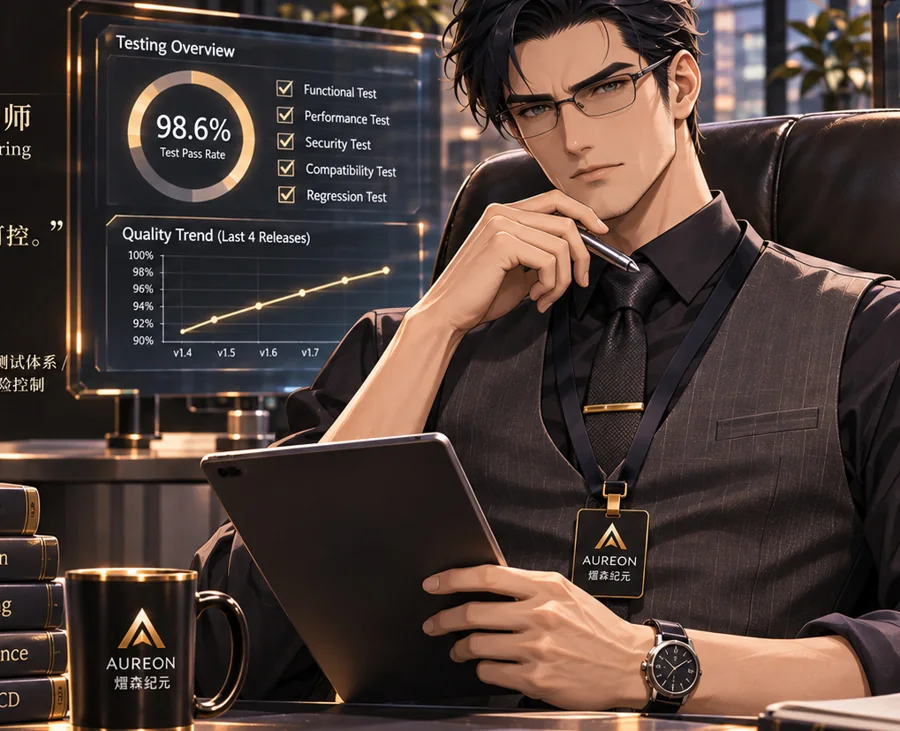 师
ring
控。”
测试体系 /
险控制
Testing Overview
98.6%
Test Pass Rate
Functional Test
Performance Test
Security Test
Compatibility Test
Regression Test
Quality Trend (Last 4 Releases)
100%
98%
96%
94%
92%
90%
v1.4
v1.5
v1.6
v1.7
AUREON
熠森纪元
n
g
nce
CD
AUREON
熠森纪元